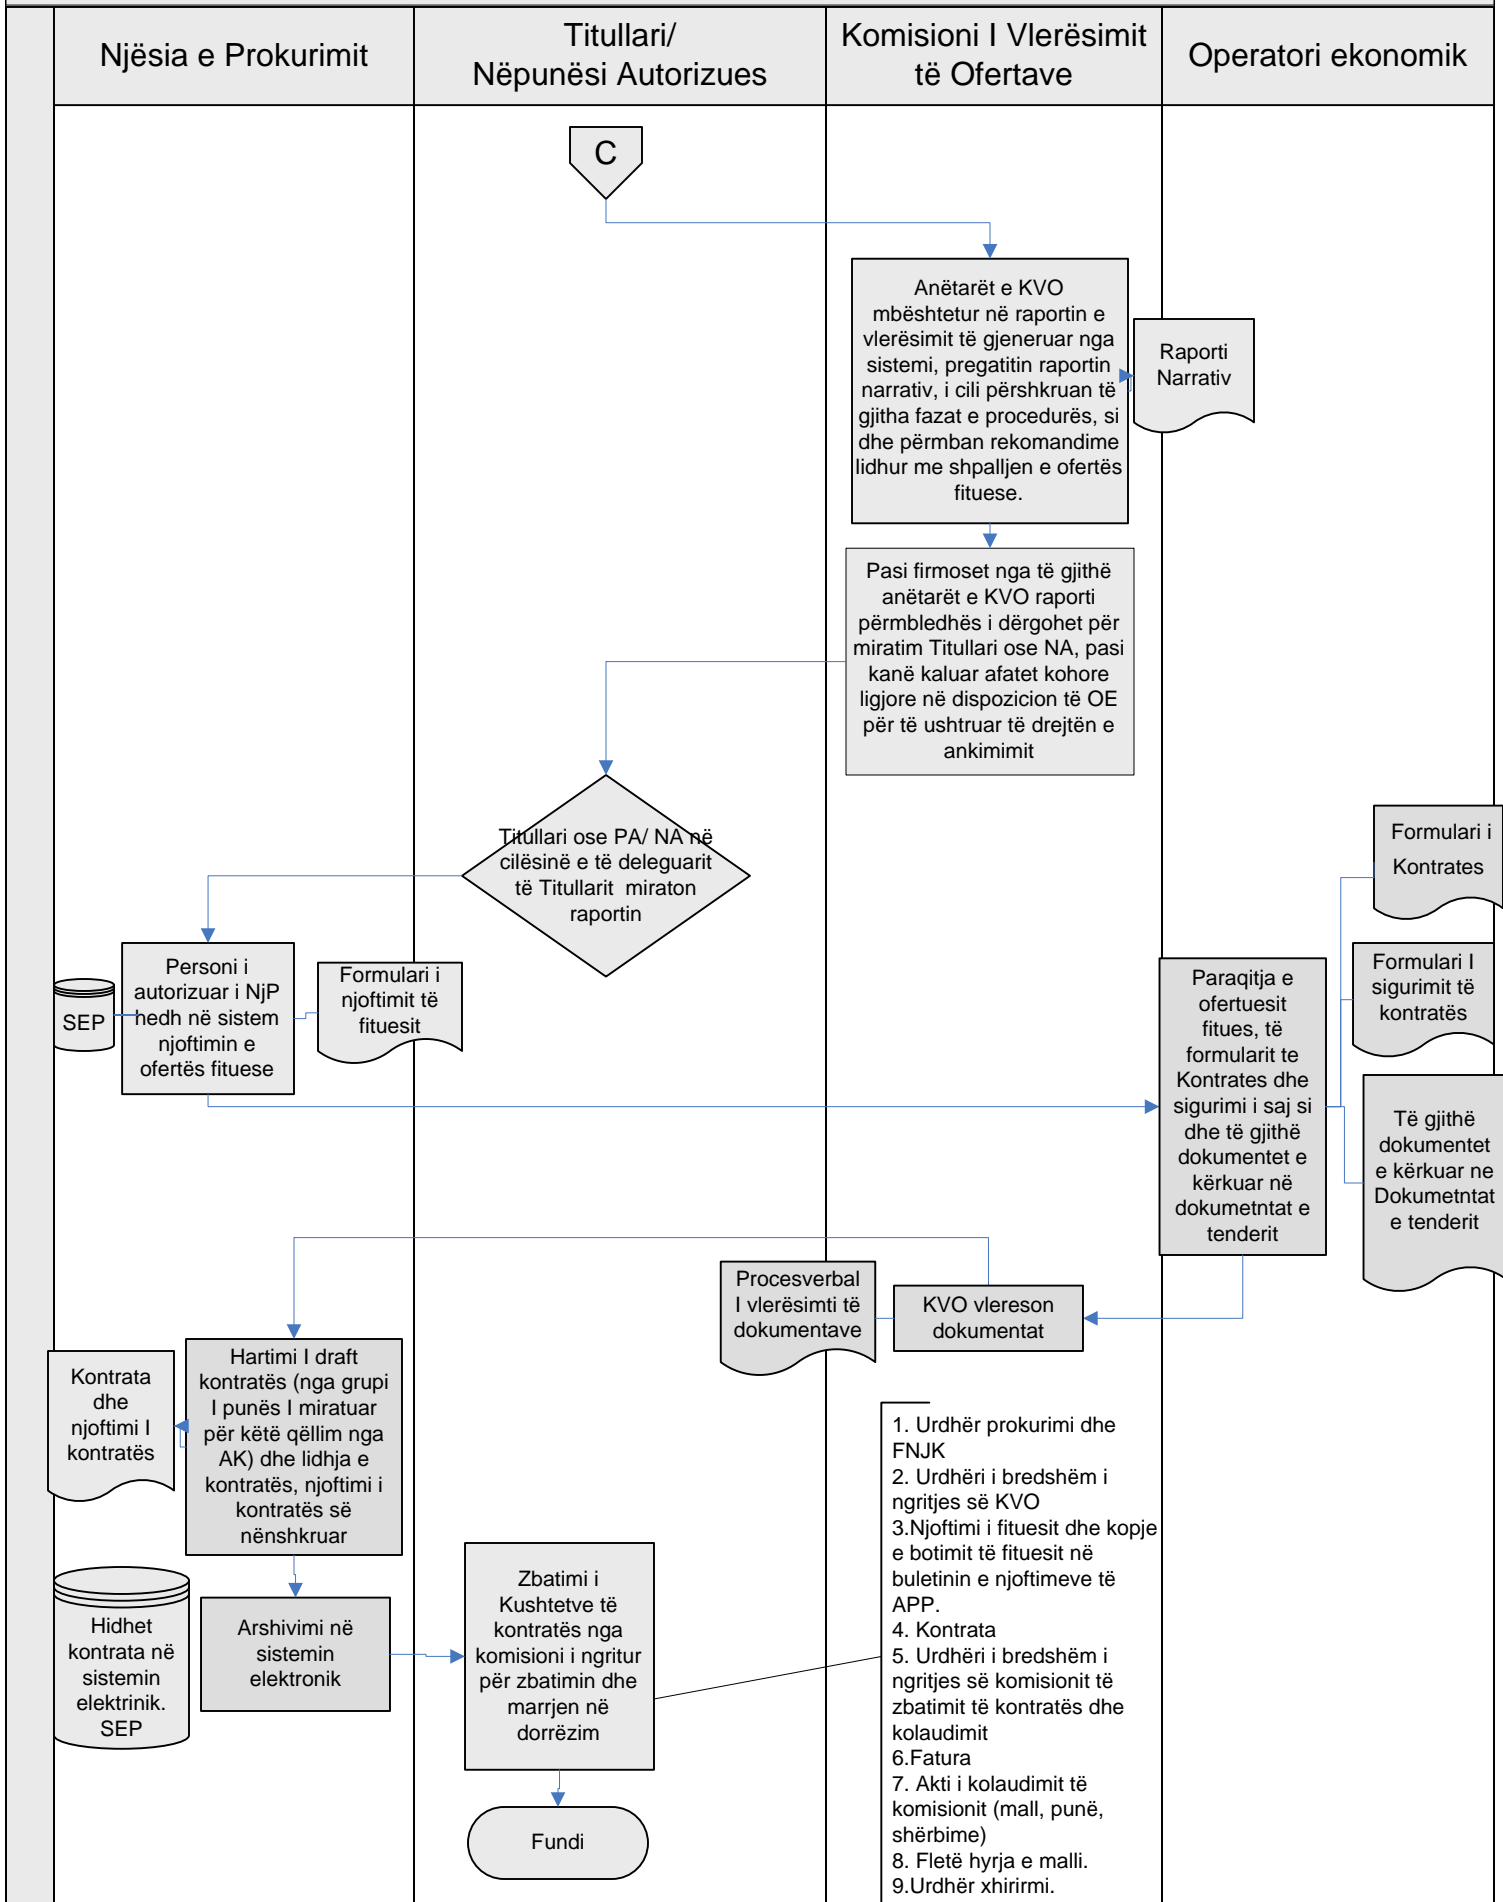 Njësia e Prokurimit
Titullari/
Nëpunësi Autorizues
Komisioni I Vlerësimit
të Ofertave
Operatori ekonomik
C
Anëtarët e KVO
mbështetur në raportin e
vlerësimit të gjeneruar nga
sistemi, pregatitin raportin
narrativ, i cili përshkruan të
gjitha fazat e procedurës, si
dhe përmban rekomandime
lidhur me shpalljen e ofertës
fituese.
Raporti
Narrativ
Pasi firmoset nga të gjithë
anëtarët e KVO raporti
përmbledhës i dërgohet për
miratim Titullari ose NA, pasi
kanë kaluar afatet kohore
ligjore në dispozicion të OE
për të ushtruar të drejtën e
ankimimit
Titullari ose PA/ NA në
cilësinë e të deleguarit
të Titullarit  miraton
raportin
SEP
Personi i
autorizuar i NjP
hedh në sistem
njoftimin e
ofertës fituese
Formulari i
njoftimit të
fituesit
Paraqitja e
ofertuesit
fitues, të
formularit te
Kontrates dhe
sigurimi i saj si
dhe të gjithë
dokumentet e
kërkuar në
dokumetntat e
tenderit
Formulari i
Kontrates
Formulari I
sigurimit të
kontratës
Të gjithë
dokumentet
e kërkuar ne
Dokumetntat
e tenderit
Procesverbal
I vlerësimti të
dokumentave
KVO vlereson
dokumentat
Kontrata
dhe
njoftimi I
kontratës
Hartimi I draft
kontratës (nga grupi
I punës I miratuar
për këtë qëllim nga
AK) dhe lidhja e
kontratës, njoftimi i
kontratës së
nënshkruar
Hidhet
kontrata në
sistemin
elektrinik.
SEP
Arshivimi në
sistemin
elektronik
Zbatimi i
Kushtetve të
kontratës nga
komisioni i ngritur
për zbatimin dhe
marrjen në
dorrëzim
Fundi
1. Urdhër prokurimi dhe
FNJK
2. Urdhëri i bredshëm i
ngritjes së KVO
3.Njoftimi i fituesit dhe kopje
e botimit të fituesit në
buletinin e njoftimeve të
APP.
4. Kontrata
5. Urdhëri i bredshëm i
ngritjes së komisionit të
zbatimit të kontratës dhe
kolaudimit
6.Fatura
7. Akti i kolaudimit të
komisionit (mall, punë,
shërbime)
8. Fletë hyrja e malli.
9.Urdhër xhirirmi.